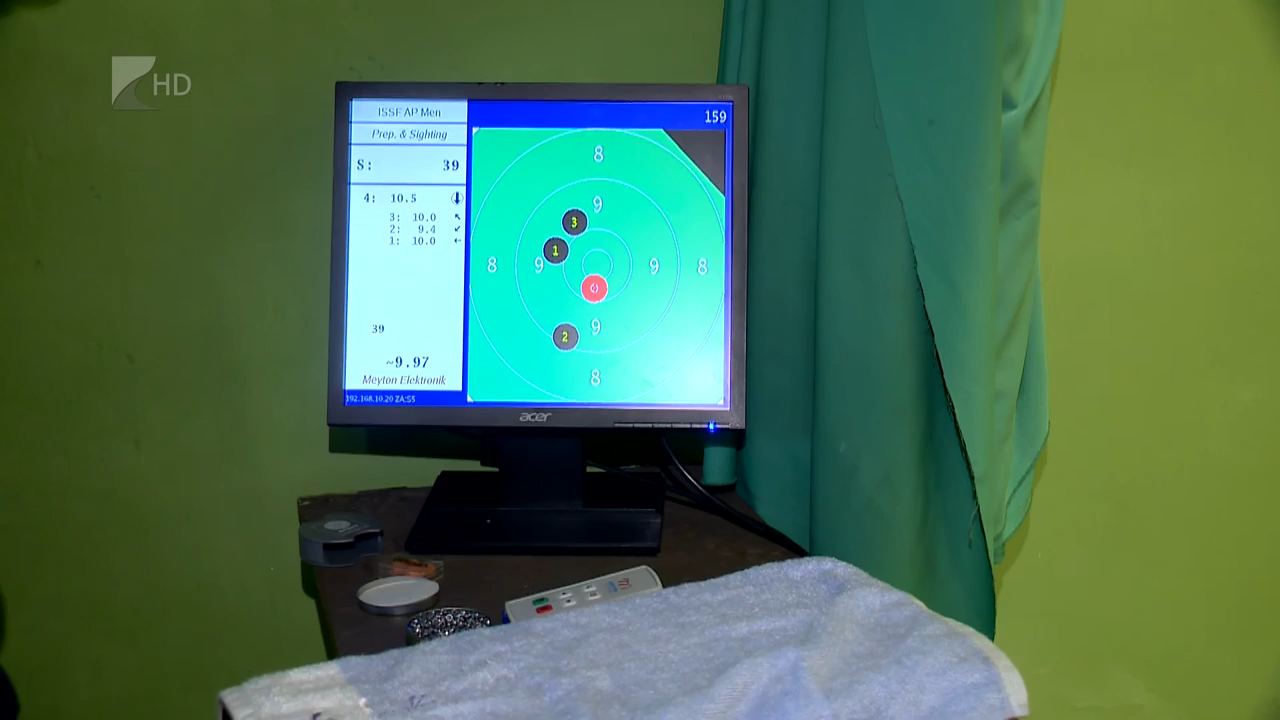 HD
ISSF AP Men
Prep. & Sighting
S: 39
4: 10.5
3: 10.0
2: 9.4
1: 10.0
39
~9.97
Meyton Elektronik
192.168.10.20 ZA:S5
159
8
9
3
1
8 9 9 8
2
9
8
acer